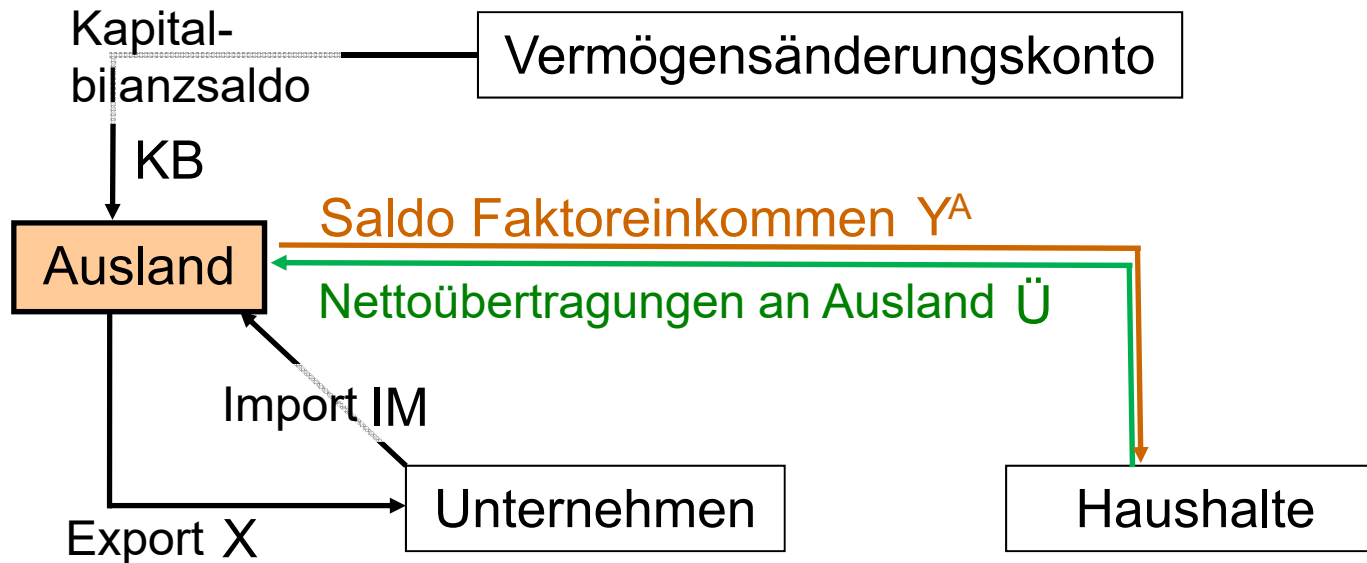 Kapital-
bilanzsaldo
Vermögensänderungskonto
KB
Ausland
Saldo Faktoreinkommen Yᴬ
Nettoübertragungen an Ausland Ü
Import IM
Unternehmen
Haushalte
Export X